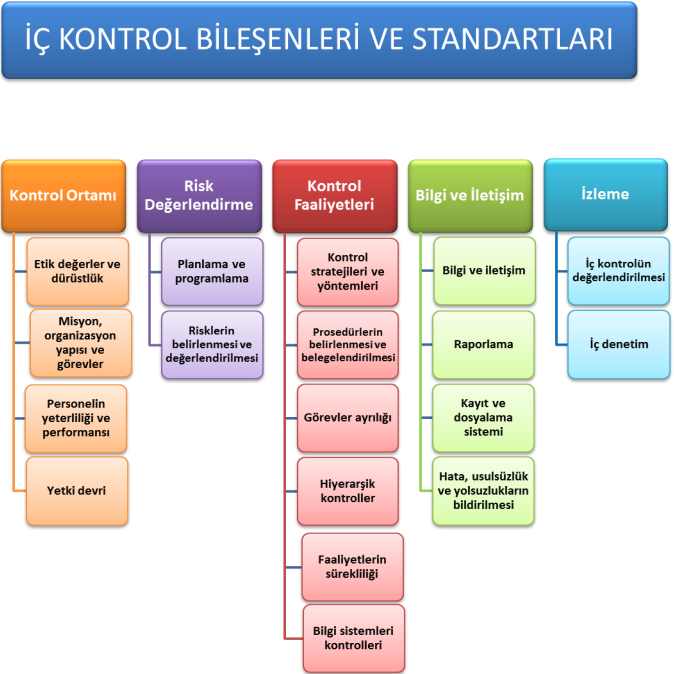 İÇ KONTROL BİLEŞENLERİ VE STANDARTLARI
Kontrol Ortamı
Etik değerler ve
dürüstlük
Misyon,
organizasyon
yapısı ve
görevler
Personelin
yeterliliği ve
performansı
Yetki devri
Risk
Değerlendirme
Planlama ve
programlama
Risklerin
belirlenmesi ve
değerlendirilmesi
Kontrol
Faaliyetleri
Kontrol
stratejileri ve
yöntemleri
Prosedürlerin
belirlenmesi ve
belegelendirilmesi
Görevler ayrılığı
Hiyerarşik
kontroller
Faaliyetlerin
sürekliliği
Bilgi sistemleri
kontrolleri
Bilgi ve İletişim
Bilgi ve iletişim
Raporlama
Kayıt ve
dosyalama
sistemi
Hata, usulsüzlük
ve yolsuzlukların
bildirilmesi
İzleme
İç kontrolün
değerlendirilmesi
İç denetim